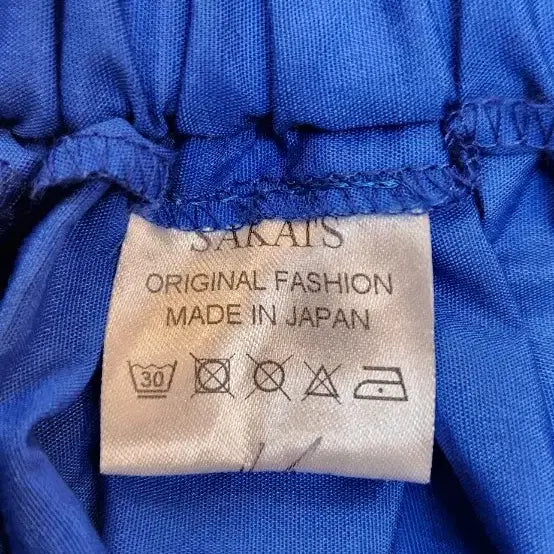 SAKAI'S
ORIGINAL FASHION
MADE IN JAPAN
30